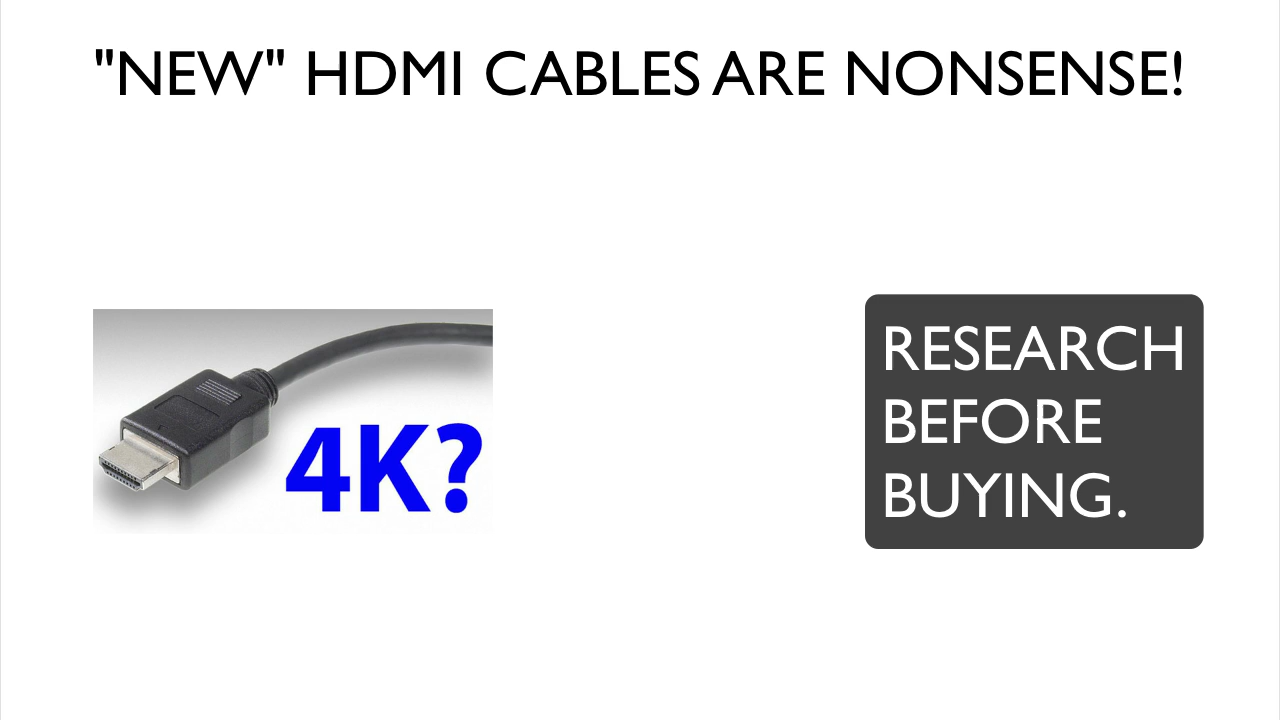 "NEW" HDMI CABLES ARE NONSENSE!
4K?
RESEARCH
BEFORE
BUYING.